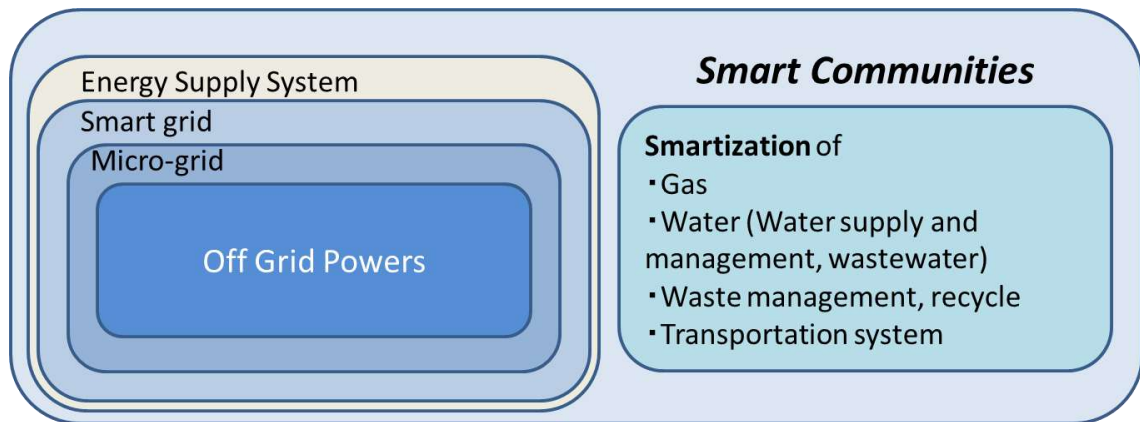 Smart Communities
Energy Supply System
Smart grid
Micro-grid
Off Grid Powers
Smartization of
・Gas
・Water (Water supply and
management, wastewater)
・Waste management, recycle
・Transportation system